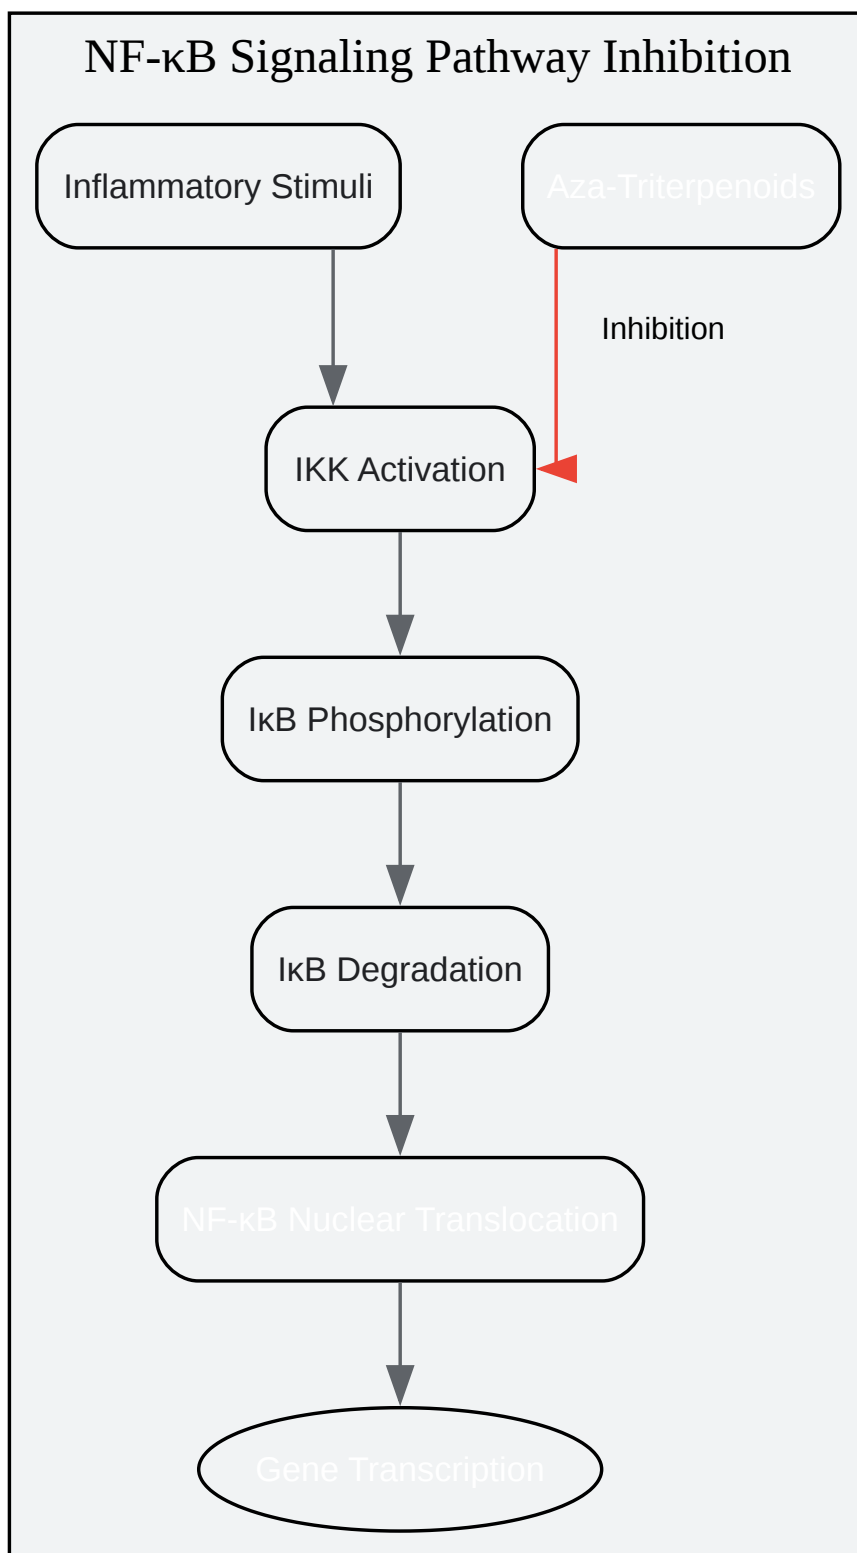 NF-κB Signaling Pathway Inhibition
Inflammatory Stimuli
Aza-Triterpenoids
Inhibition
IKK Activation
IκB Phosphorylation
IκB Degradation
NF-κB Nuclear Translocation
Gene Transcription